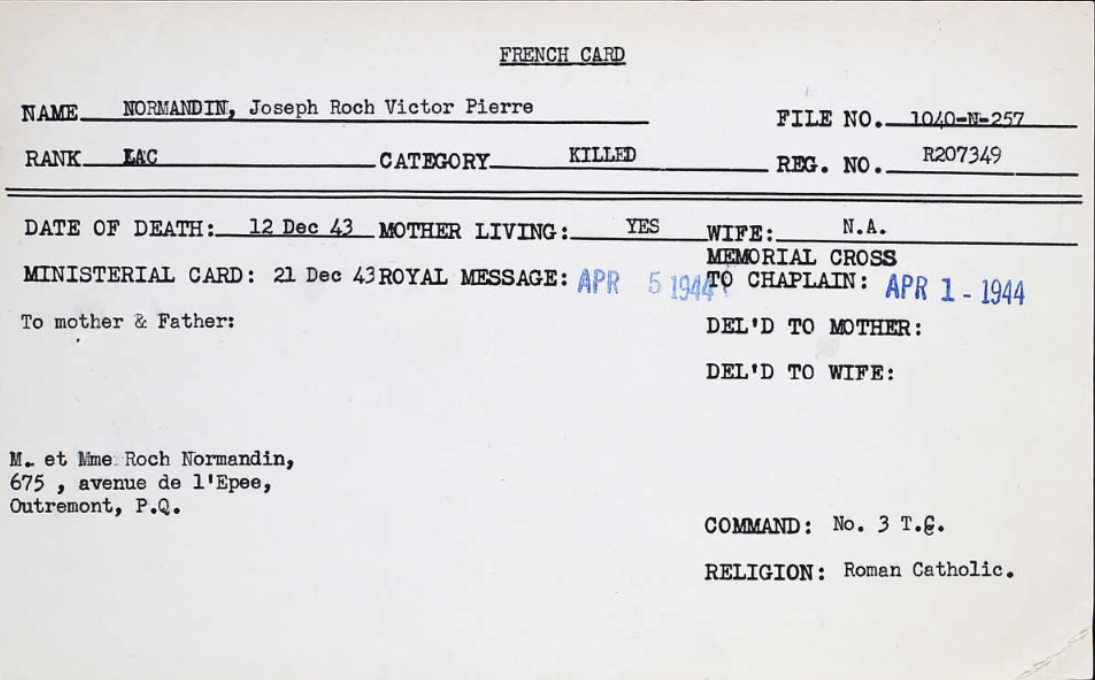 FRENCH CARD
NAME NORMANDIN, Joseph Roch Victor Pierre FILE NO. 1040-N-257
RANK LAC CATEGORY KILLED REG. NO. R207349
DATE OF DEATH: 12 Dec 43 MOTHER LIVING: YES WIFE: N.A.
MINISTERIAL CARD: 21 Dec 43 ROYAL MESSAGE: APR 5 1944 MEMORIAL CROSS
TO CHAPLAIN: APR 1 - 1944
To mother & Father: DEL'D TO MOTHER:
DEL'D TO WIFE:
M. et Mme Roch Normandin,
675 , avenue de l'Epee,
Outremont, P.Q.
COMMAND: No. 3 T.C.
RELIGION: Roman Catholic.